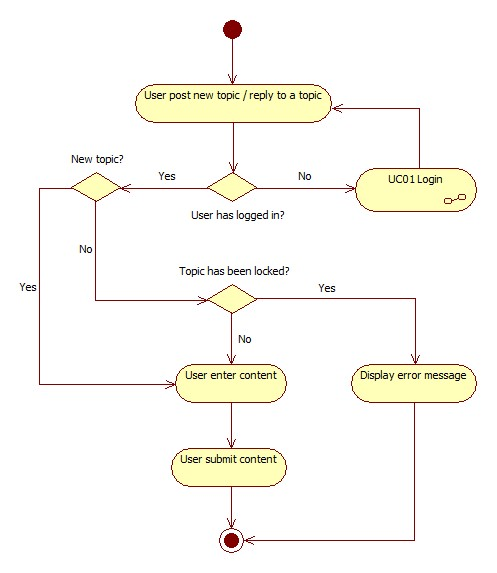 User post new topic / reply to a topic
New topic?
Yes
No
UC01 Login
User has logged in?
No
Topic has been locked?
Yes
Yes
No
User enter content
Display error message
User submit content